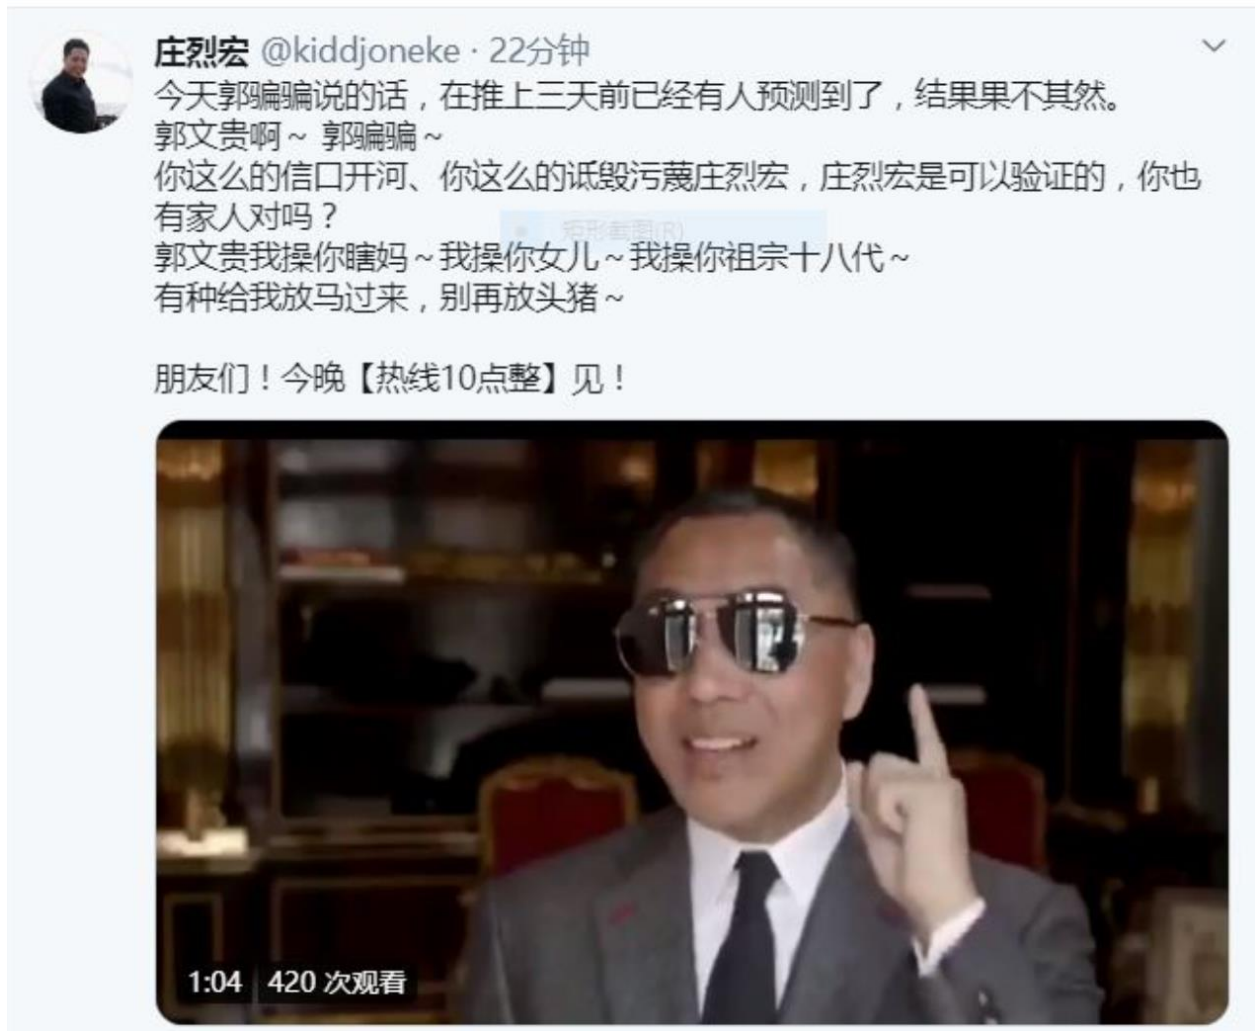 庄烈宏 @kiddjoneke · 22分钟
今天郭骗骗说的话，在推上三天前已经有人预测到了，结果果不其然。
郭文贵啊～ 郭骗骗～
你这么的信口开河、你这么的诋毁污蔑庄烈宏，庄烈宏是可以验证的，你也
有家人对吗？
矩形截图(R)
郭文贵我操你瞎妈～我操你女儿～我操你祖宗十八代～
有种给我放马过来，别再放头猪～
朋友们！今晚【热线10点整】见！
1:04 420 次观看